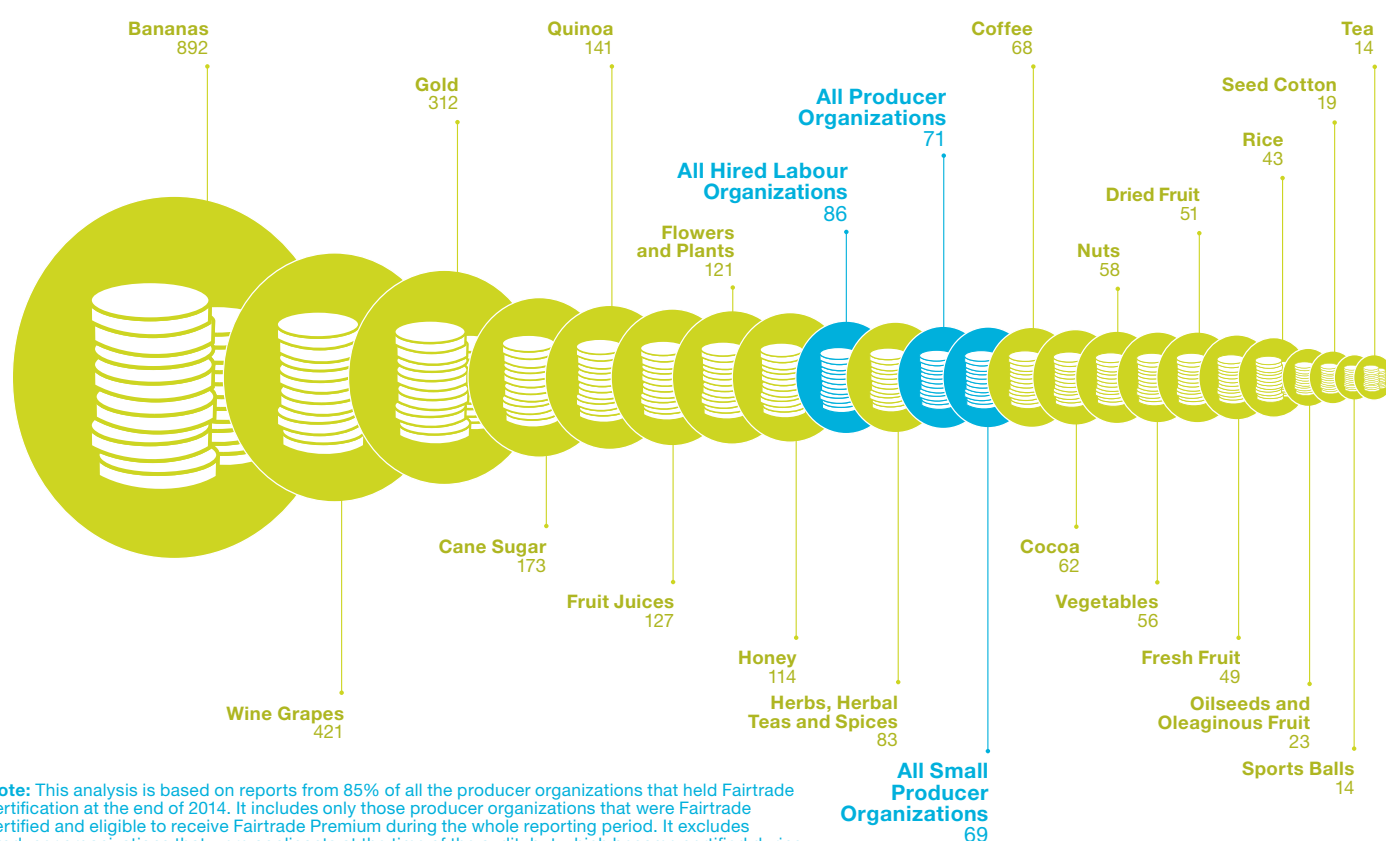 Bananas
892
Quinoa
141
Coffee
68
Tea
14
Gold
312
Seed Cotton
19
All Producer
Organizations
71
Rice
43
All Hired Labour
Organizations
86
Dried Fruit
51
Flowers
and Plants
121
Nuts
58
Cane Sugar
173
Cocoa
62
Fruit Juices
127
Vegetables
56
Honey
114
Fresh Fruit
49
Herbs, Herbal
Teas and Spices
83
Oilseeds and
Oleaginous Fruit
23
Wine Grapes
421
Sports Balls
14
All Small
Producer
Organizations
69
ote: This analysis is based on reports from 85% of all the producer organizations that held Fairtrade
ertification at the end of 2014. It includes only those producer organizations that were Fairtrade
ertified and eligible to receive Fairtrade Premium during the whole reporting period. It excludes